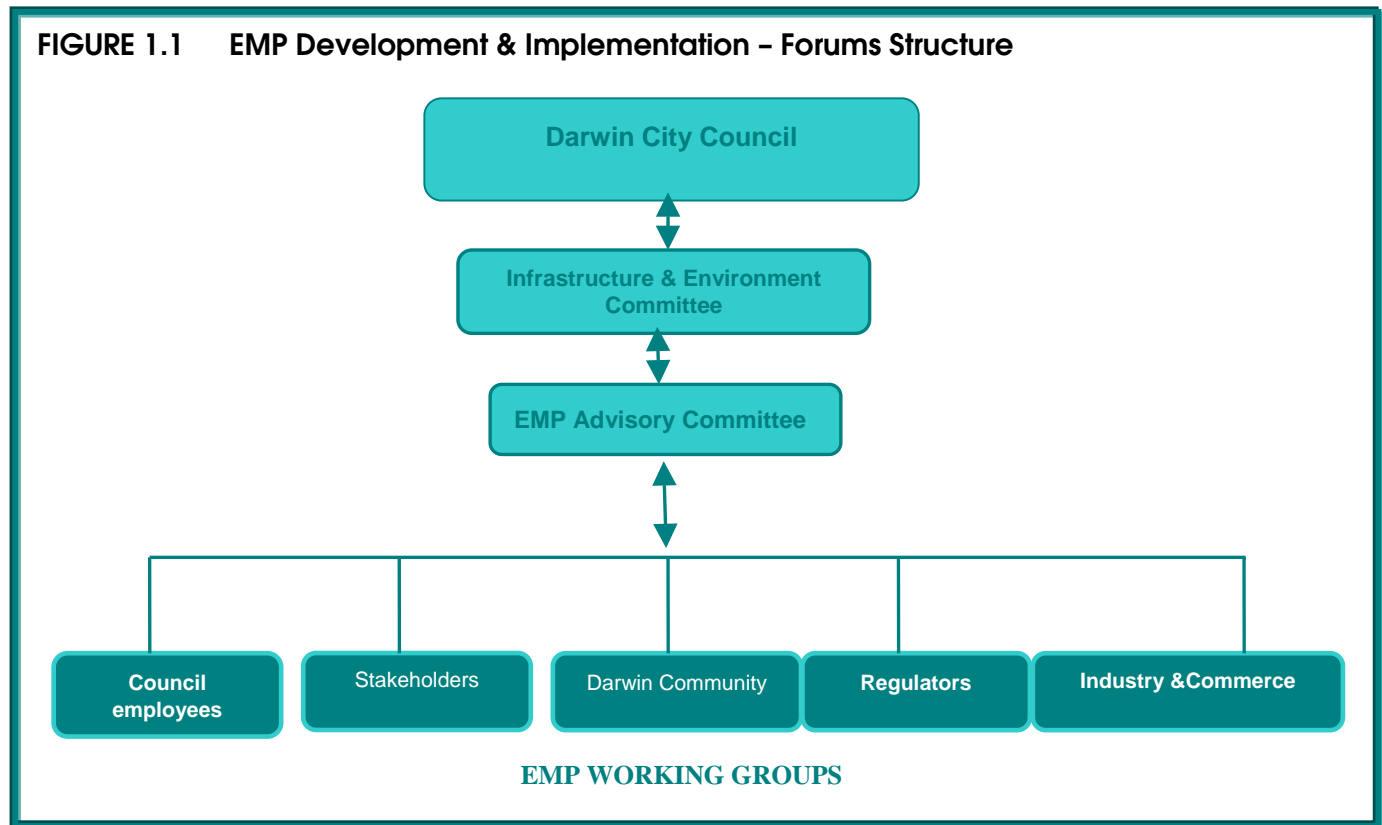 FIGURE 1.1 EMP Development & Implementation – Forums Structure
Darwin City Council
Infrastructure & Environment
Committee
EMP Advisory Committee
Council
employees
Stakeholders
Darwin Community
Regulators
Industry &Commerce
EMP WORKING GROUPS